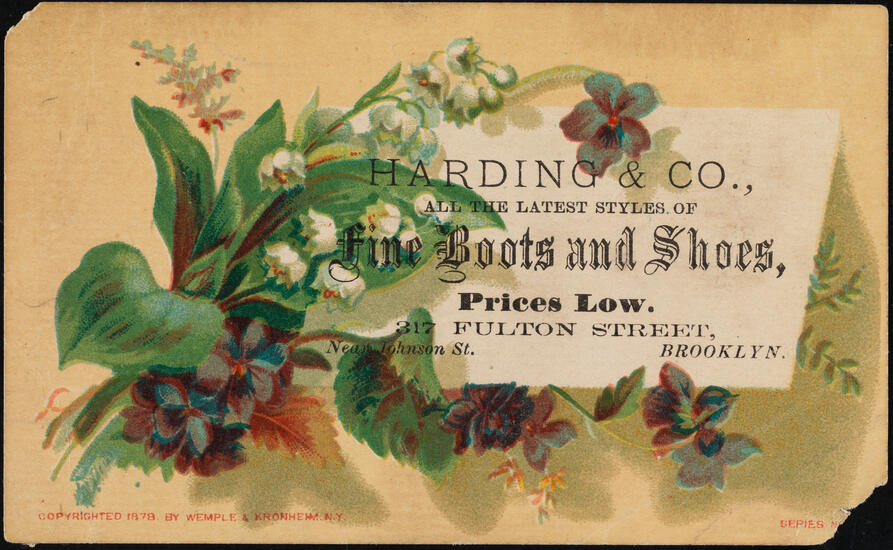 HARDING & CO.,
ALL THE LATEST STYLES OF
Fine Boots and Shoes,
Prices Low.
317 FULTON STREET,
Near Johnson St. BROOKLYN.
COPYRIGHTED 1878. BY WEMPLE & KRONHEIM, N.Y.
SERIES